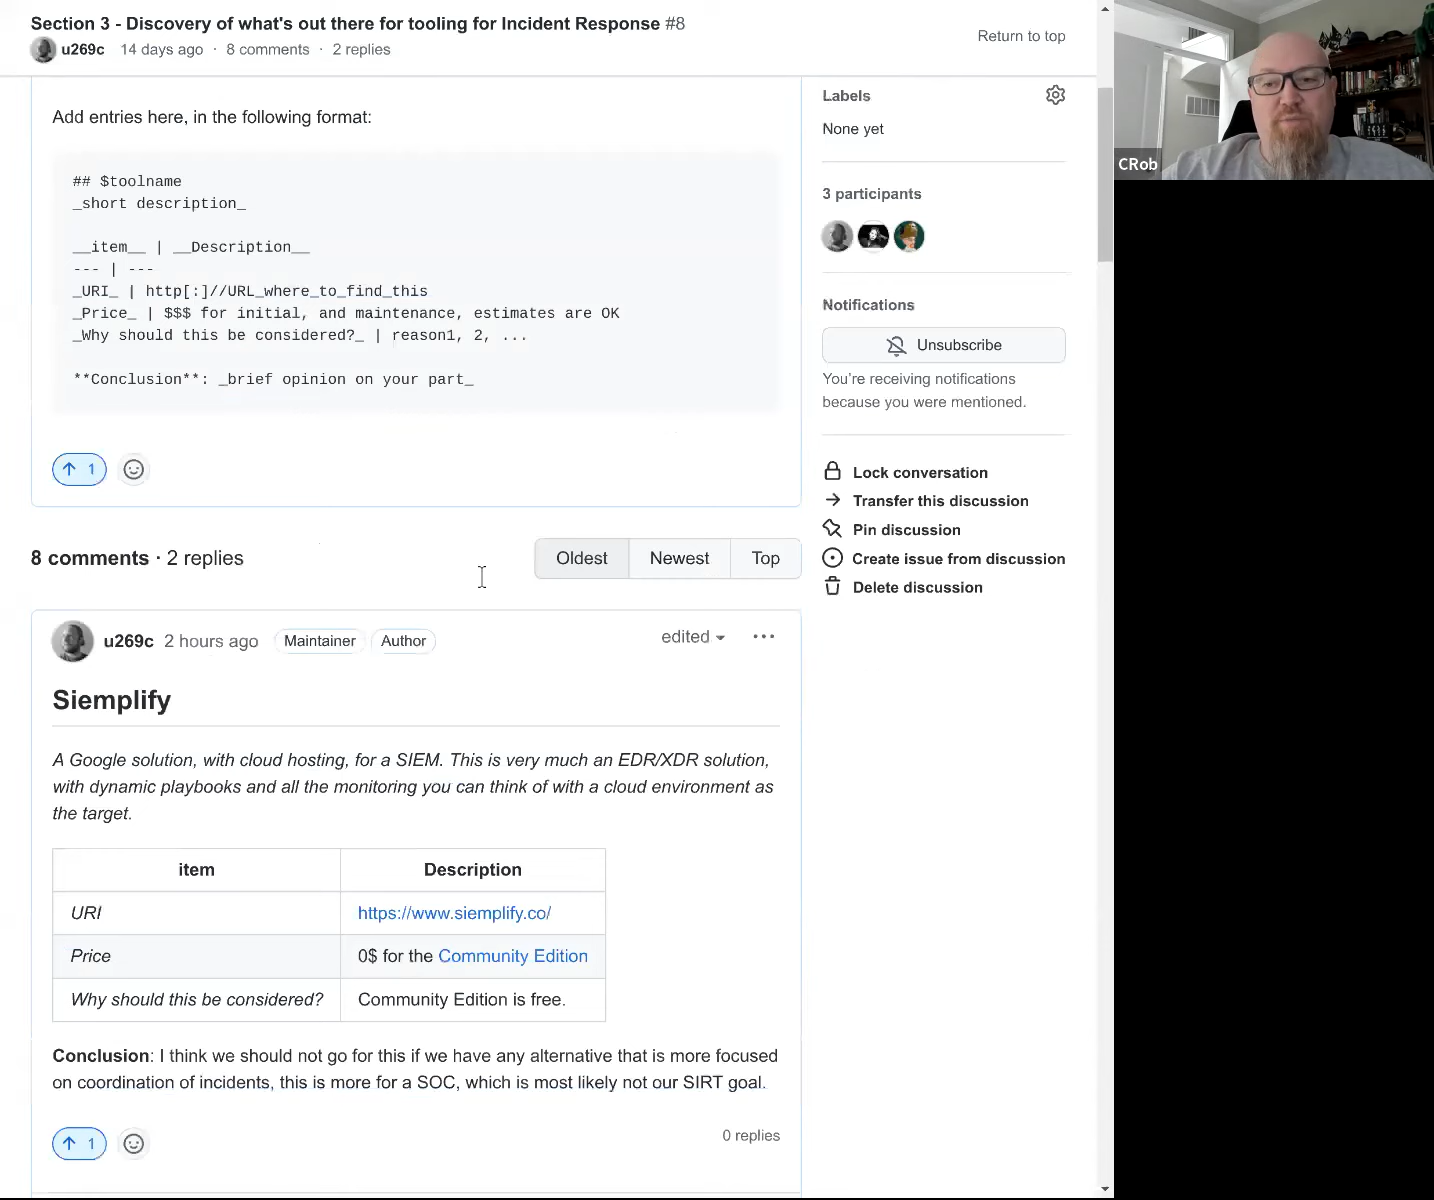 Section 3 - Discovery of what's out there for tooling for Incident Response #8
u269c 14 days ago · 8 comments · 2 replies
Return to top
Add entries here, in the following format:
## $toolname
_short description_
__item__ | __Description__
--- | ---
_URI_ | http[:]//URL_where_to_find_this
_Price_ | $$$ for initial, and maintenance, estimates are OK
_Why should this be considered?_ | reason1, 2, ...
**Conclusion**: _brief opinion on your part_
1
8 comments · 2 replies
Oldest Newest Top
u269c 2 hours ago Maintainer Author edited
Siemplify
A Google solution, with cloud hosting, for a SIEM. This is very much an EDR/XDR solution,
with dynamic playbooks and all the monitoring you can think of with a cloud environment as
the target.
item Description
URI https://www.siemplify.co/
Price 0$ for the Community Edition
Why should this be considered? Community Edition is free.
Conclusion: I think we should not go for this if we have any alternative that is more focused
on coordination of incidents, this is more for a SOC, which is most likely not our SIRT goal.
1
0 replies
Labels
None yet
3 participants
Notifications
Unsubscribe
You're receiving notifications
because you were mentioned.
Lock conversation
Transfer this discussion
Pin discussion
Create issue from discussion
Delete discussion
CRob